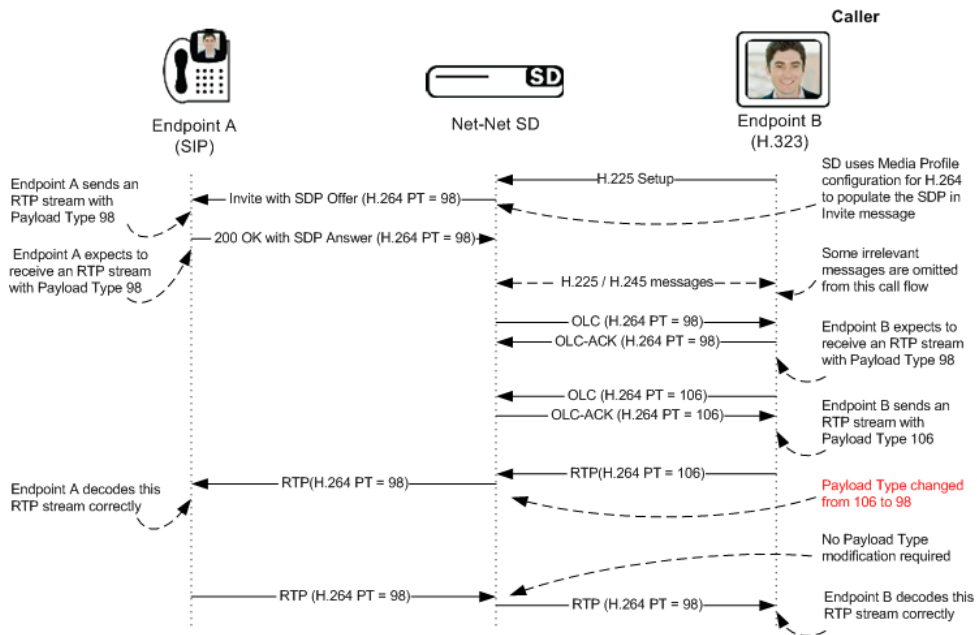 Caller
SD
Endpoint A
(SIP)
Net-Net SD
Endpoint B
(H.323)
Endpoint A sends an
RTP stream with
Payload Type 98
H.225 Setup
SD uses Media Profile
configuration for H.264
to populate the SDP in
Invite message
Invite with SDP Offer (H.264 PT = 98)
200 OK with SDP Answer (H.264 PT = 98)
Endpoint A expects to
receive an RTP stream
with Payload Type 98
H.225 / H.245 messages
Some irrelevant
messages are omitted
from this call flow
OLC (H.264 PT = 98)
OLC-ACK (H.264 PT = 98)
Endpoint B expects to
receive an RTP stream
with Payload Type 98
OLC (H.264 PT = 106)
OLC-ACK (H.264 PT = 106)
Endpoint B sends an
RTP stream with
Payload Type 106
RTP(H.264 PT = 106)
RTP(H.264 PT = 98)
Endpoint A decodes this
RTP stream correctly
Payload Type changed
from 106 to 98
No Payload Type
modification required
RTP (H.264 PT = 98)
RTP (H.264 PT = 98)
Endpoint B decodes this
RTP stream correctly